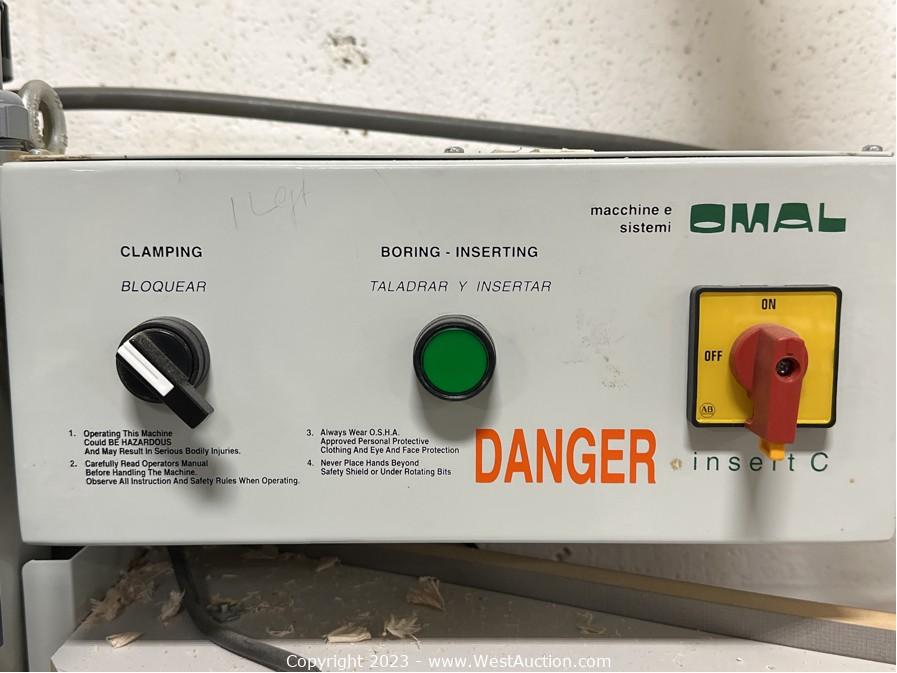 1 Left
macchine e
sistemi
OMAL
CLAMPING
BLOQUEAR
BORING - INSERTING
TALADRAR Y INSERTAR
ON
OFF
AB
1. Operating This Machine
Could BE HAZARDOUS
And May Result In Serious Bodily Injuries.
2. Carefully Read Operators Manual
Before Handling The Machine.
Observe All Instruction And Safety Rules When Operating.
3. Always Wear O.S.H.A.
Approved Personal Protective
Clothing And Eye And Face Protection
4. Never Place Hands Beyond
Safety Shield or Under Rotating Bits
DANGER
insert C
Copyright 2023 - www.WestAuction.com